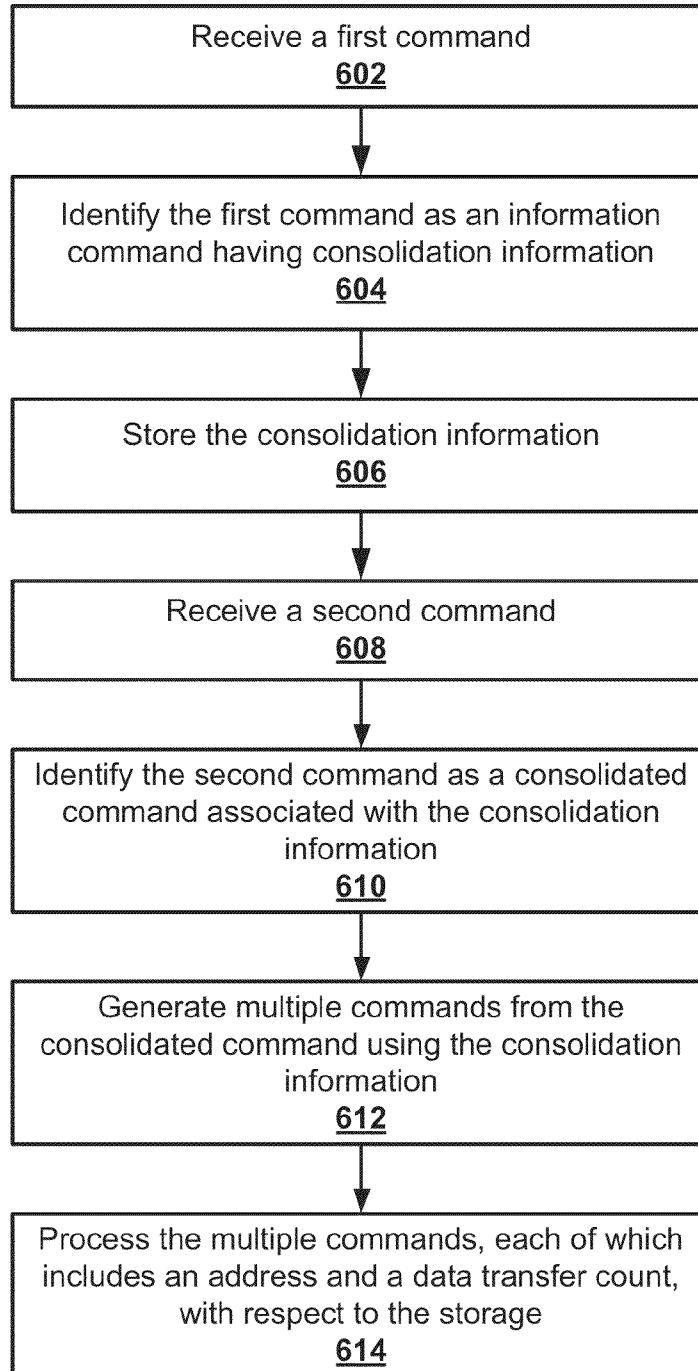 Receive a first command
602
Identify the first command as an information
command having consolidation information
604
Store the consolidation information
606
Receive a second command
608
Identify the second command as a consolidated
command associated with the consolidation
information
610
Generate multiple commands from the
consolidated command using the consolidation
information
612
Process the multiple commands, each of which
includes an address and a data transfer count,
with respect to the storage
614